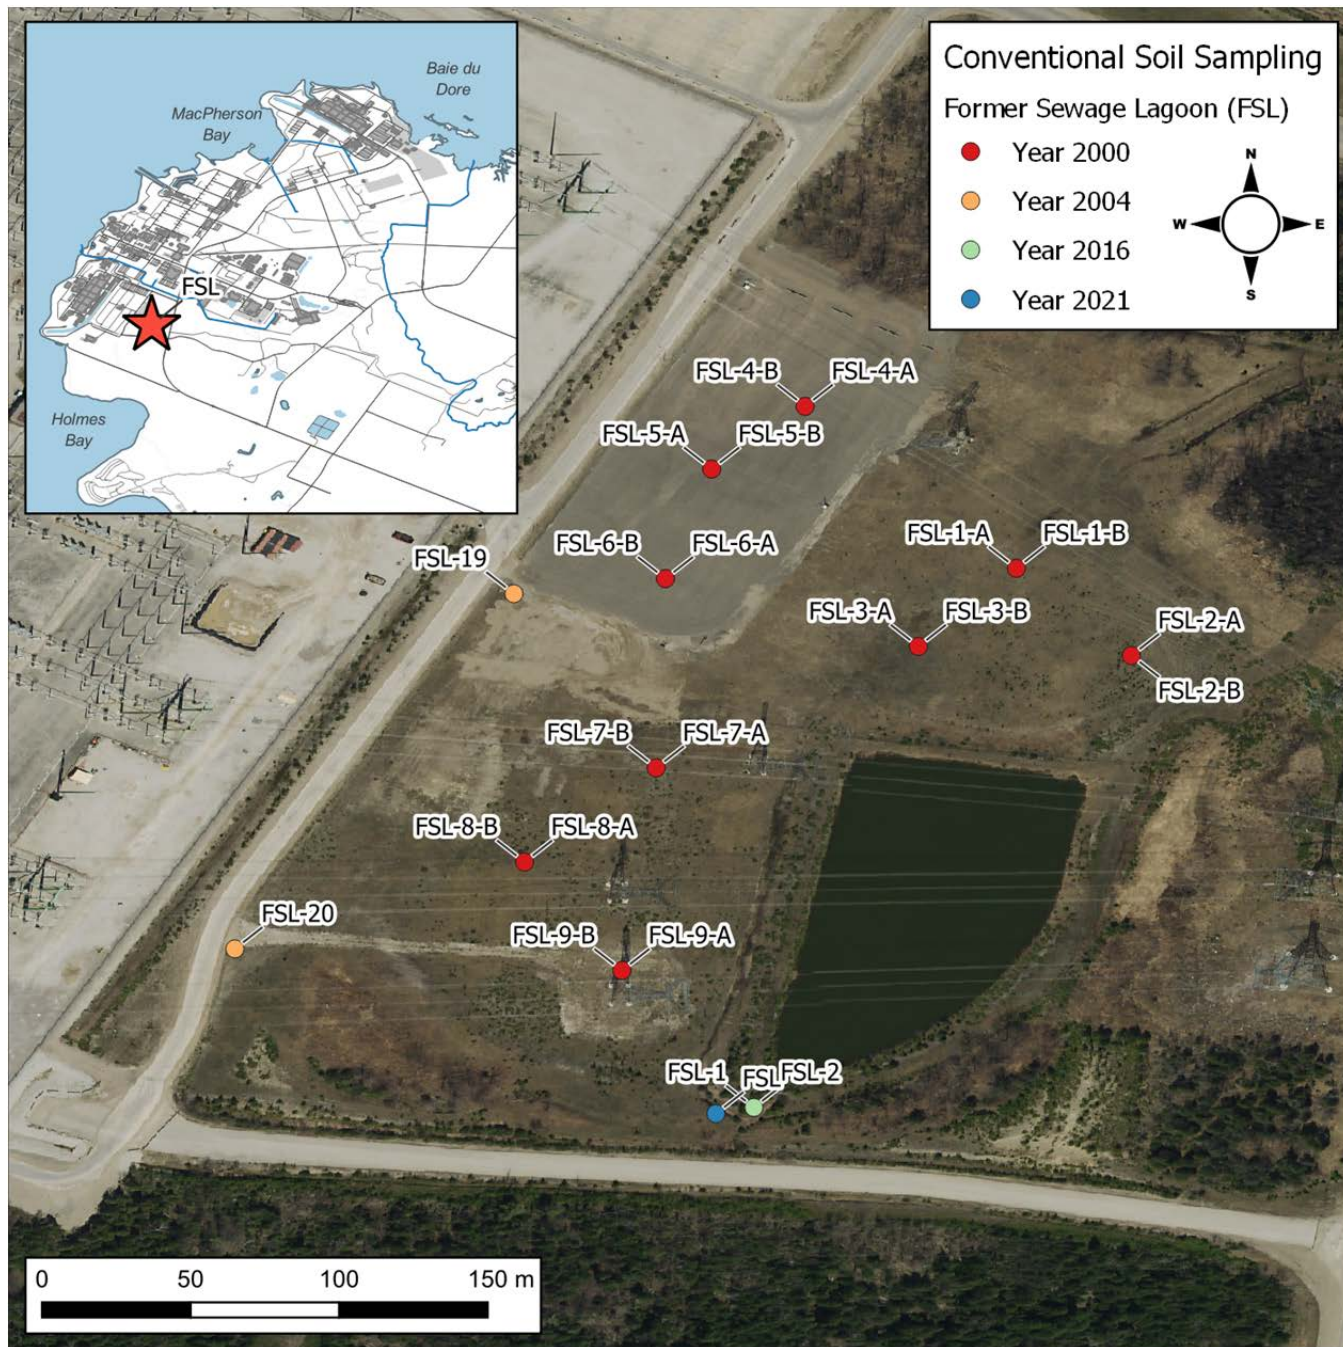 Conventional Soil Sampling
Former Sewage Lagoon (FSL)
Year 2000
Year 2004
Year 2016
Year 2021
N
W
E
S
Baie du
Dore
MacPherson
Bay
FSL
Holmes
Bay
FSL-4-B
FSL-4-A
FSL-5-A
FSL-5-B
FSL-6-B
FSL-6-A
FSL-19
FSL-1-A
FSL-1-B
FSL-3-A
FSL-3-B
FSL-2-A
FSL-2-B
FSL-7-B
FSL-7-A
FSL-8-B
FSL-8-A
FSL-20
FSL-9-B
FSL-9-A
FSL-1
FSL
FSL-2
0
50
100
150 m